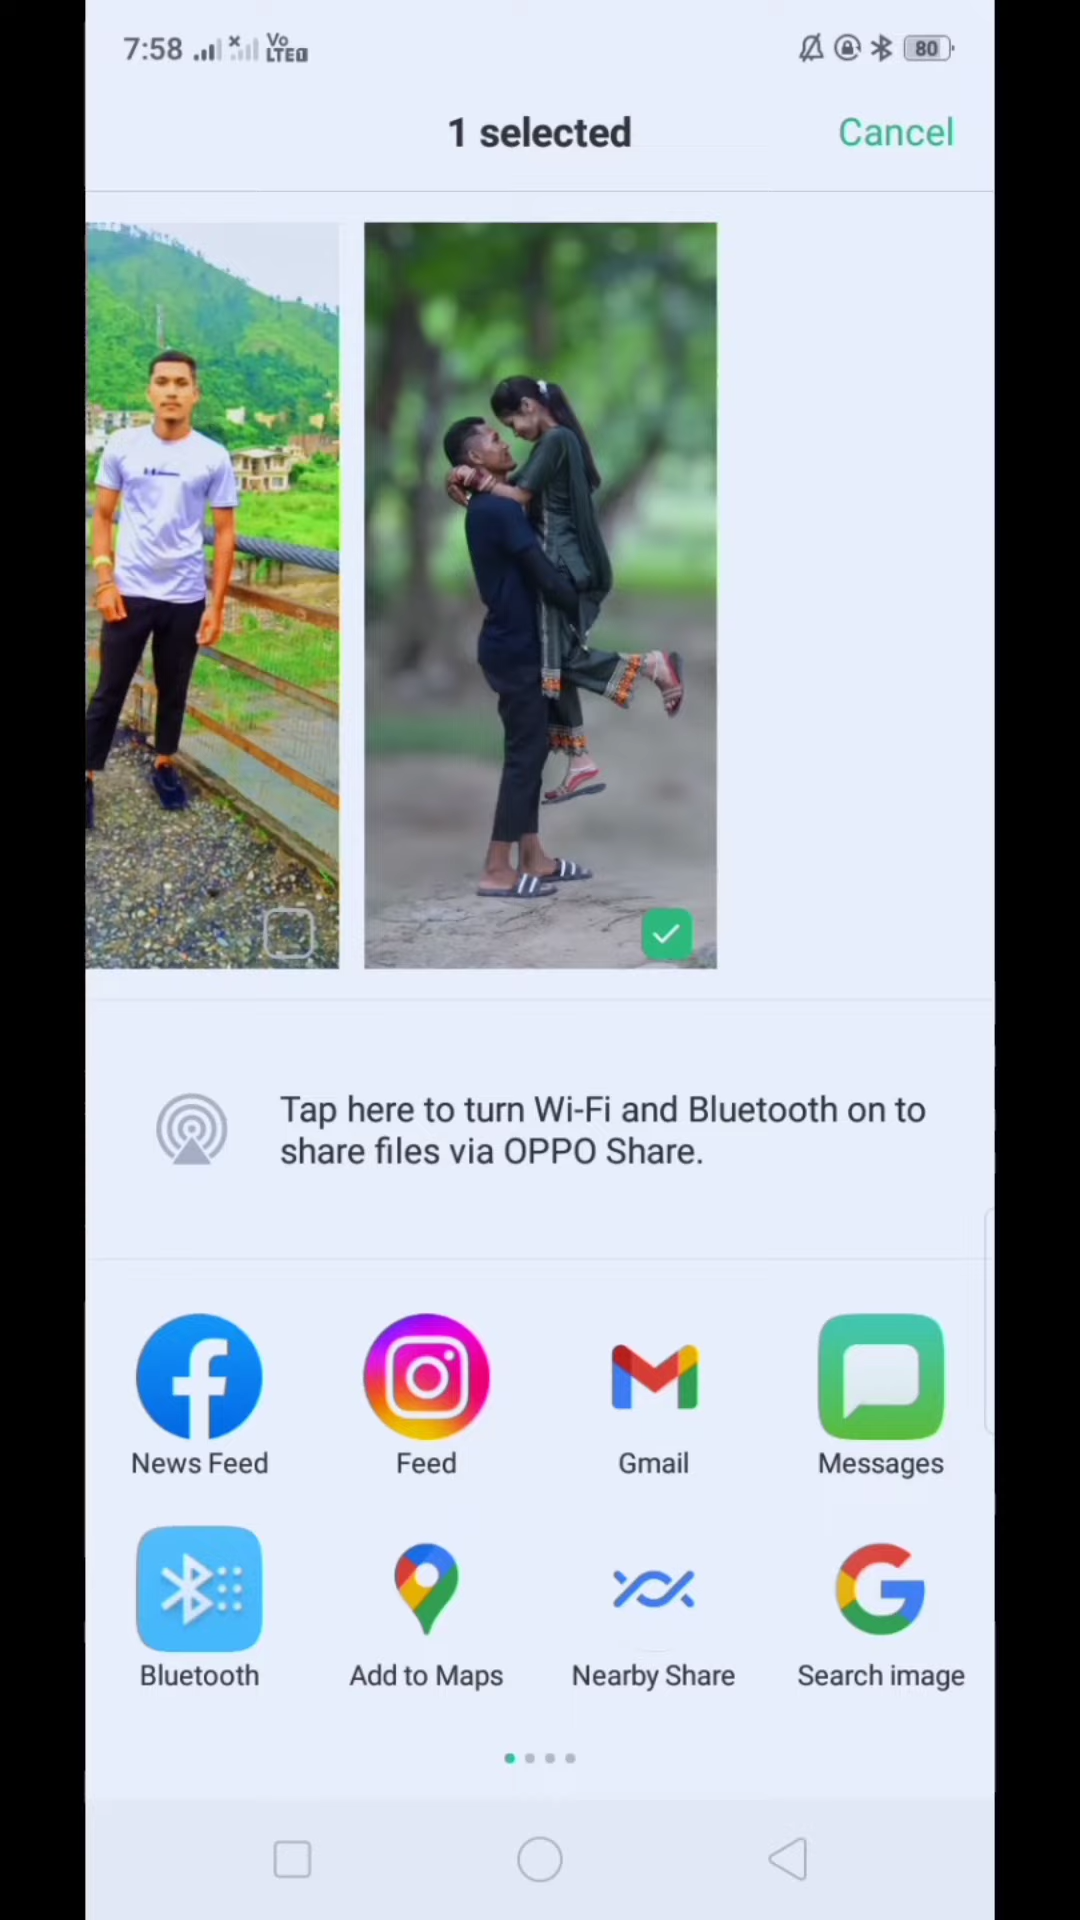 7:58
Vo
LTE
80
1 selected
Cancel
Tap here to turn Wi-Fi and Bluetooth on to
share files via OPPO Share.
News Feed
Feed
Gmail
Messages
Bluetooth
Add to Maps
Nearby Share
Search image